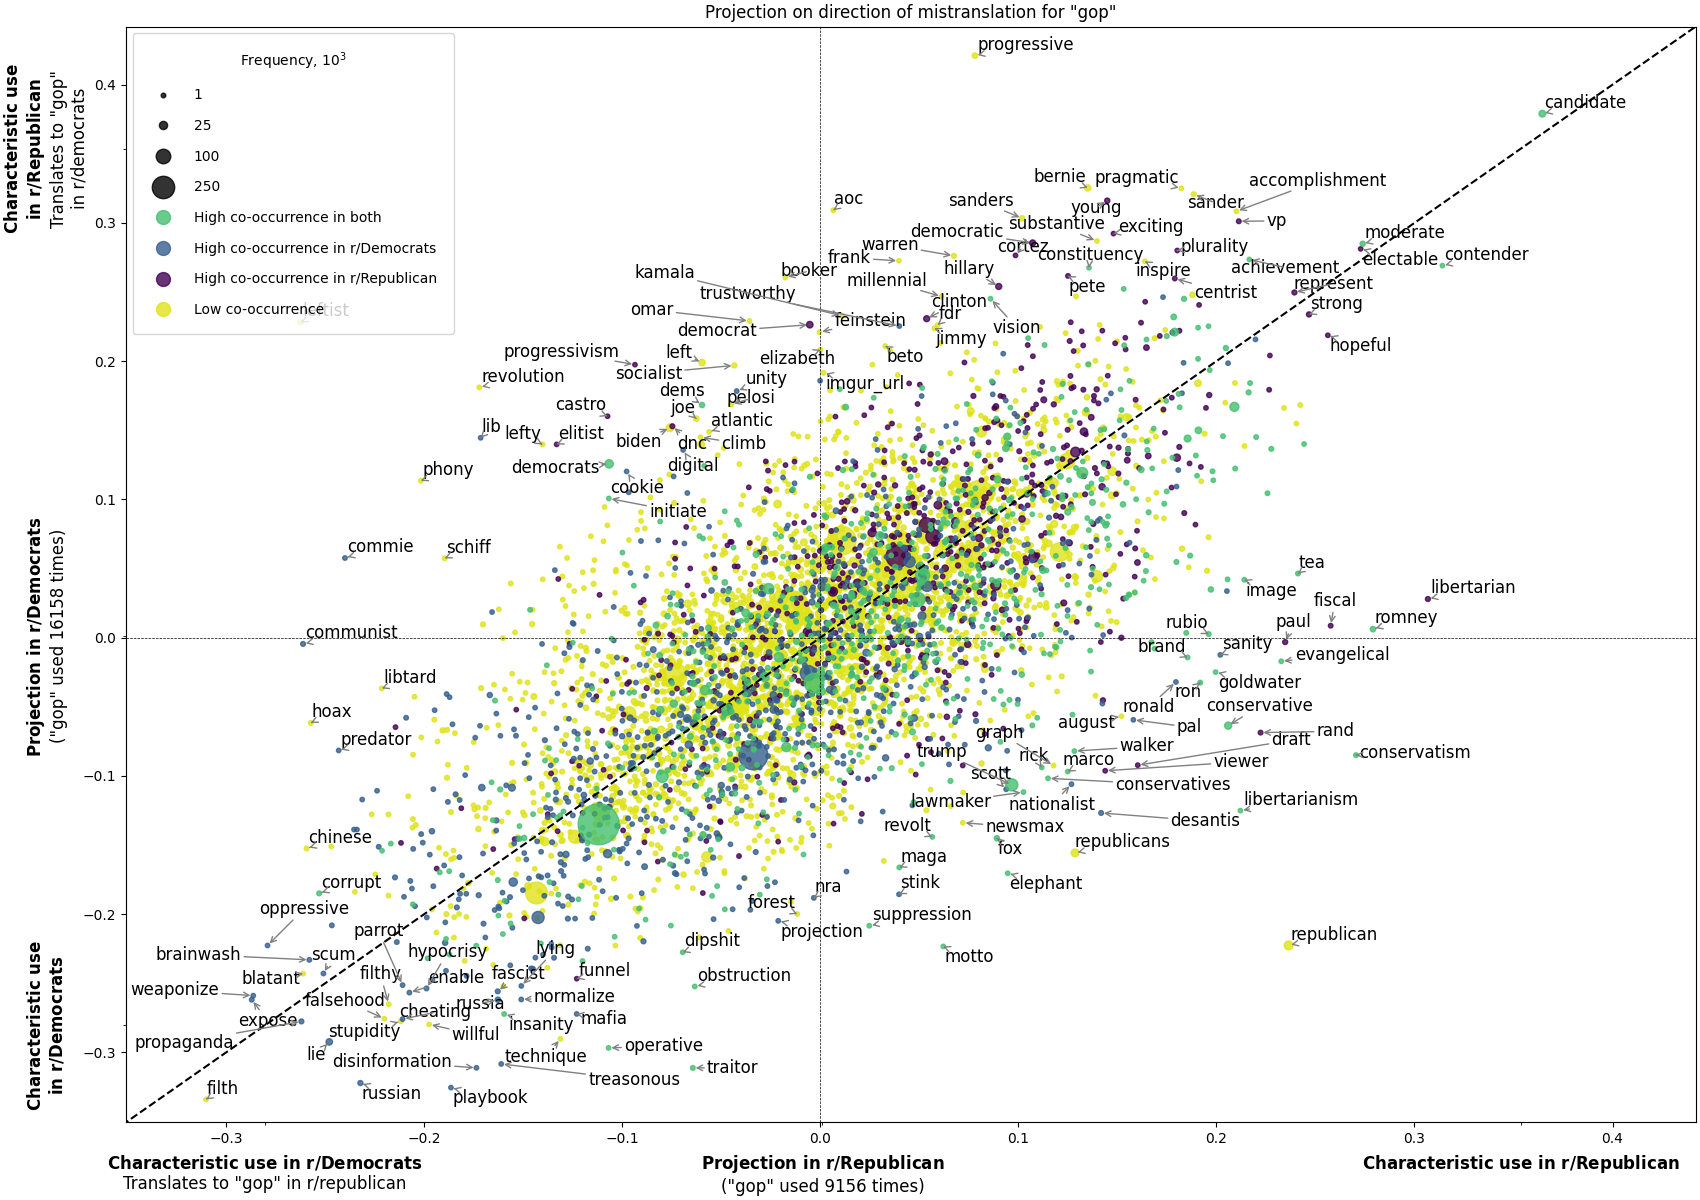 Projection on direction of mistranslation for "gop"
Frequency, 10³
1
25
100
250
High co-occurrence in both
High co-occurrence in r/Democrats
High co-occurrence in r/Republican
Low co-occurrence
leftist
Characteristic use
in r/Republican
Translates to "gop"
in r/democrats
Projection in r/Democrats
("gop" used 16158 times)
Characteristic use
in r/Democrats
0.4
0.3
0.2
0.1
0.0
−0.1
−0.2
−0.3
progressive
candidate
bernie
pragmatic
accomplishment
aoc
sanders
young
sander
vp
substantive
exciting
democratic
cortez
plurality
moderate
warren
constituency
electable
contender
frank
booker
hillary
inspire
achievement
kamala
millennial
pete
centrist
represent
trustworthy
clinton
strong
omar
feinstein
fdr
vision
democrat
jimmy
hopeful
progressivism
left
elizabeth
beto
socialist
unity
imgur_url
revolution
dems
pelosi
castro
joe
atlantic
lib
lefty
elitist
biden
dnc
climb
phony
democrats
digital
cookie
initiate
commie
schiff
tea
image
libertarian
fiscal
communist
rubio
paul
romney
brand
sanity
evangelical
libtard
ron
goldwater
hoax
ronald
conservative
august
pal
predator
graph
rand
draft
trump
rick
walker
conservatism
marco
viewer
scott
conservatives
lawmaker
nationalist
libertarianism
desantis
chinese
revolt
newsmax
fox
republicans
maga
corrupt
nra
stink
elephant
oppressive
forest
suppression
parrot
projection
republican
brainwash
scum
hypocrisy
lying
dipshit
motto
blatant
filthy
enable
fascist
funnel
obstruction
weaponize
falsehood
russia
normalize
expose
cheating
insanity
mafia
propaganda
stupidity
willful
lie
disinformation
technique
operative
treasonous
traitor
filth
russian
playbook
−0.3
−0.2
−0.1
0.0
0.1
0.2
0.3
0.4
Characteristic use in r/Democrats
Translates to "gop" in r/republican
Projection in r/Republican
("gop" used 9156 times)
Characteristic use in r/Republican